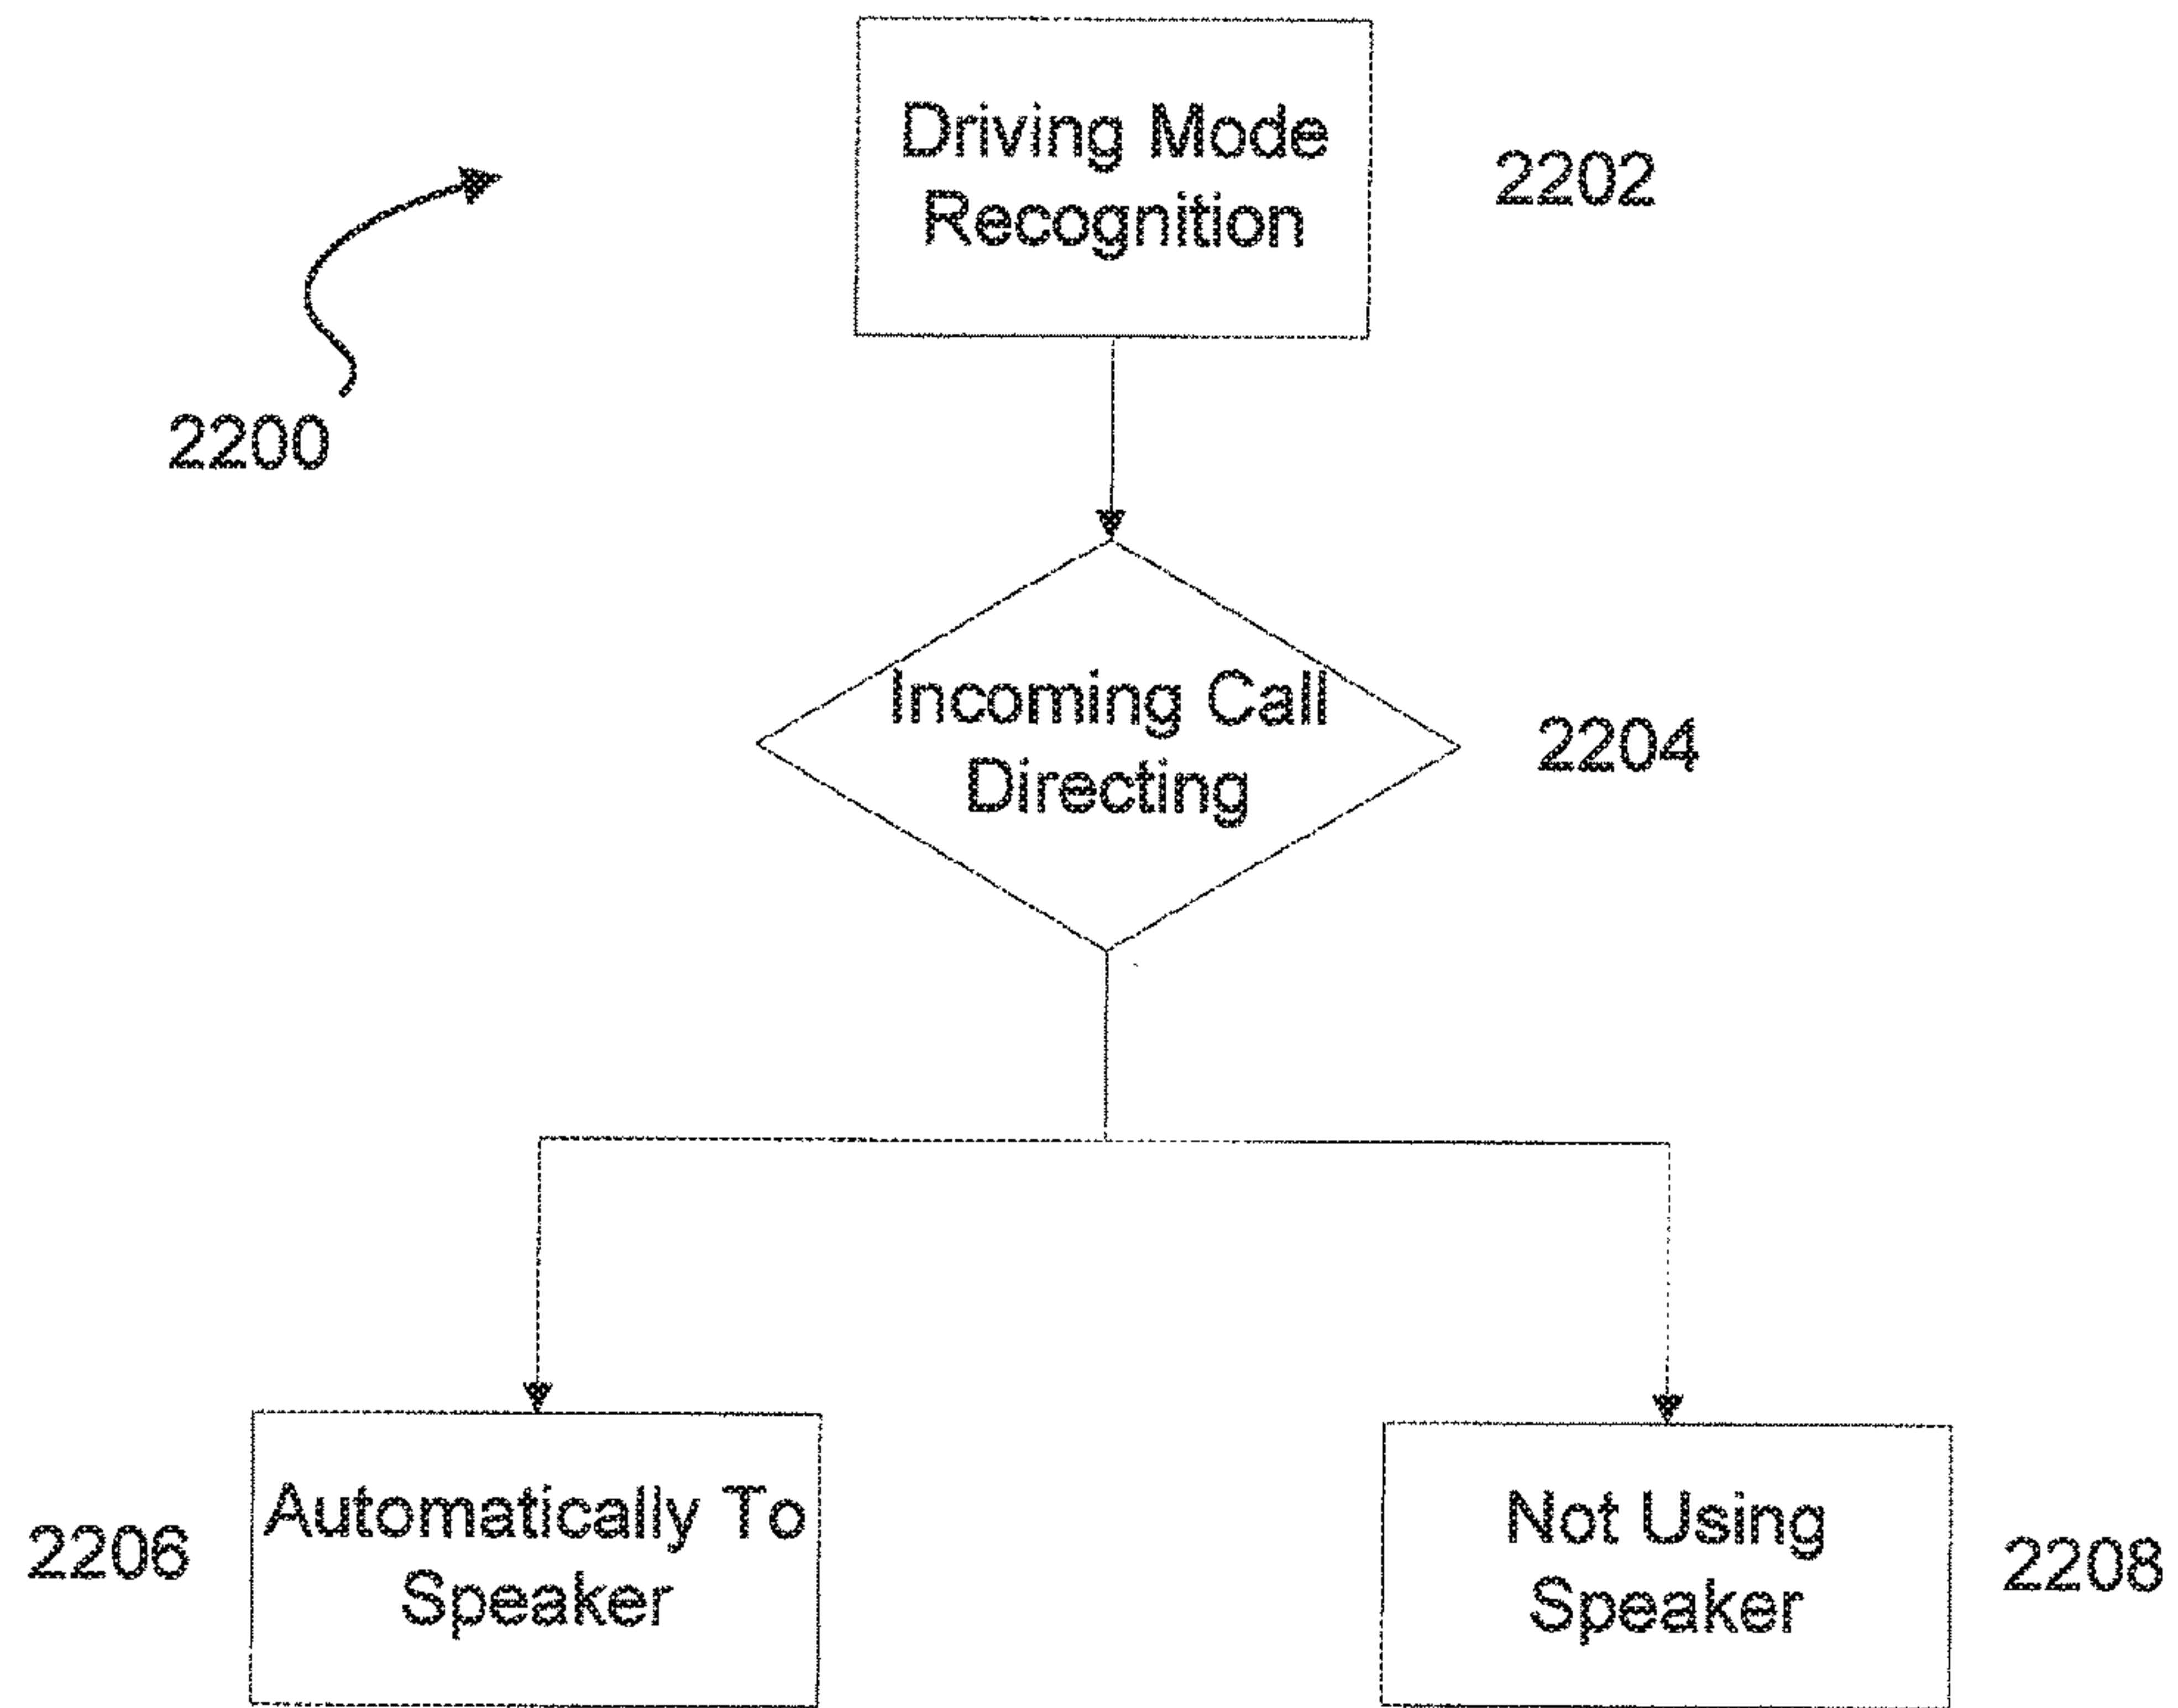 Driving Mode
Recognition
2202
2200
Incoming Call
Directing
2204
2206
Automatically To
Speaker
Not Using
Speaker
2208